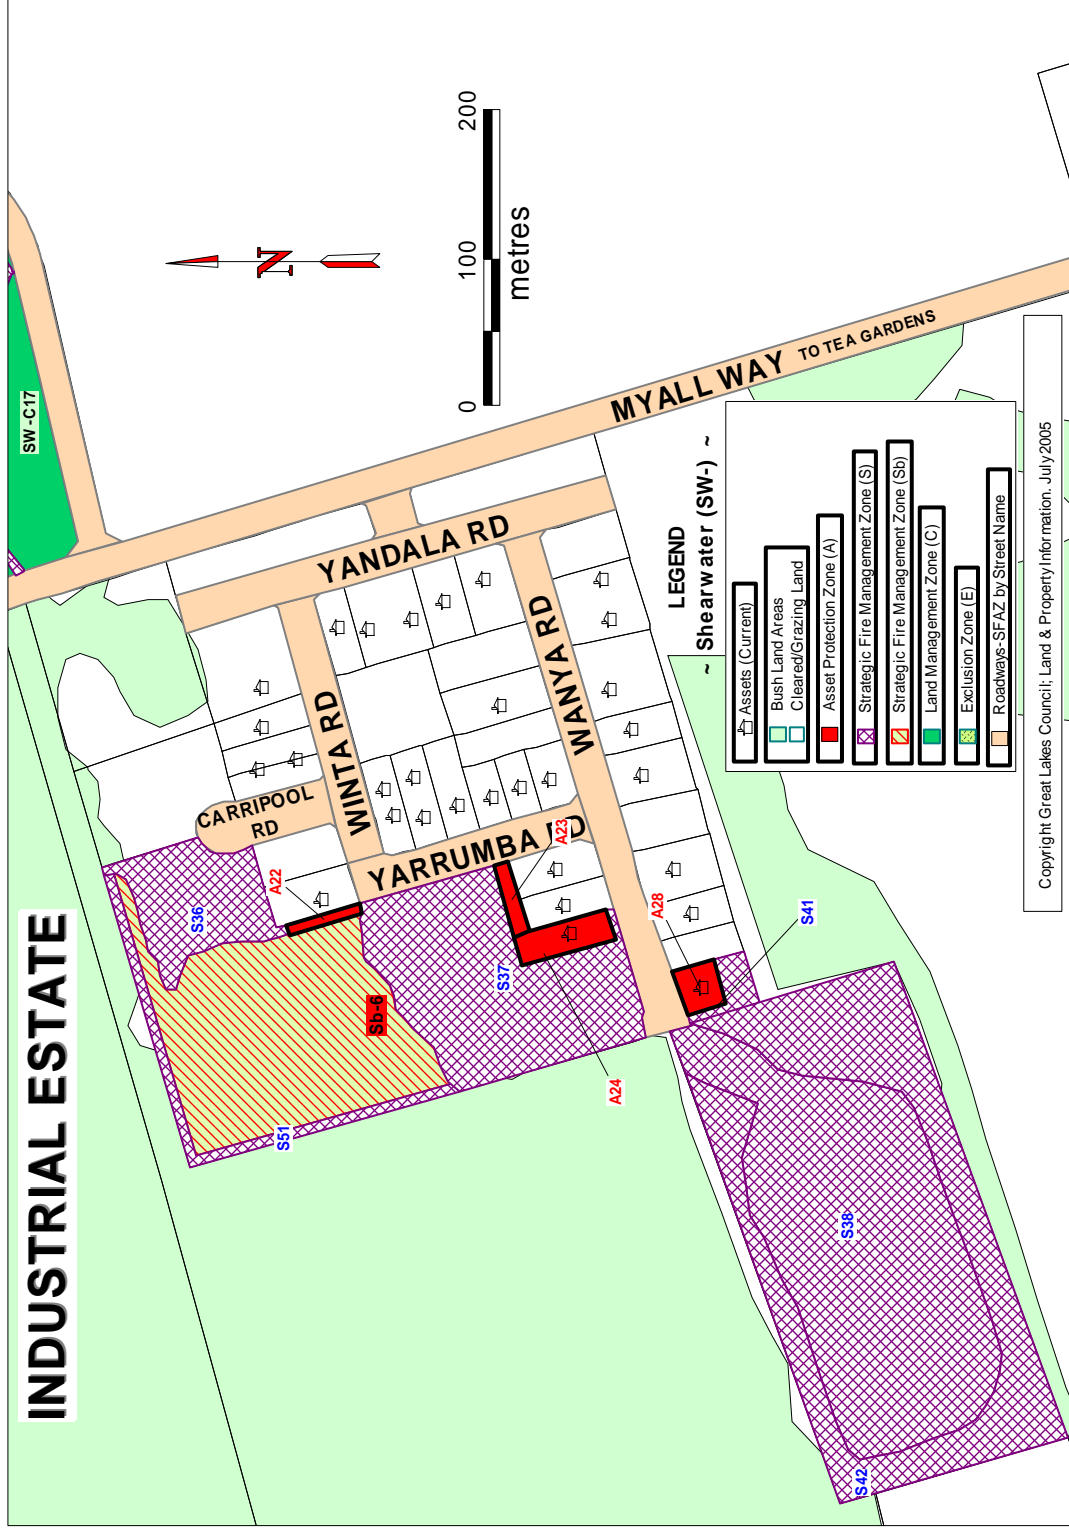 INDUSTRIAL ESTATE
SW -C17
N
0
100
200
metres
MYALL WAY
TO TEA GARDENS
YANDALA RD
WINTA RD
WANYA RD
CARRIPOOL
RD
YARRUMBA RD
A22
A23
A24
A28
S36
S37
S38
S41
S42
S51
Sb-6
LEGEND
~ Shearwater (SW-) ~
Assets (Current)
Bush Land Areas
Cleared/Grazing Land
Asset Protection Zone (A)
Strategic Fire Management Zone (S)
Strategic Fire Management Zone (Sb)
Land Management Zone (C)
Exclusion Zone (E)
Roadways-SFAZ by Street Name
Copyright Great Lakes Council; Land & Property Information. July 2005